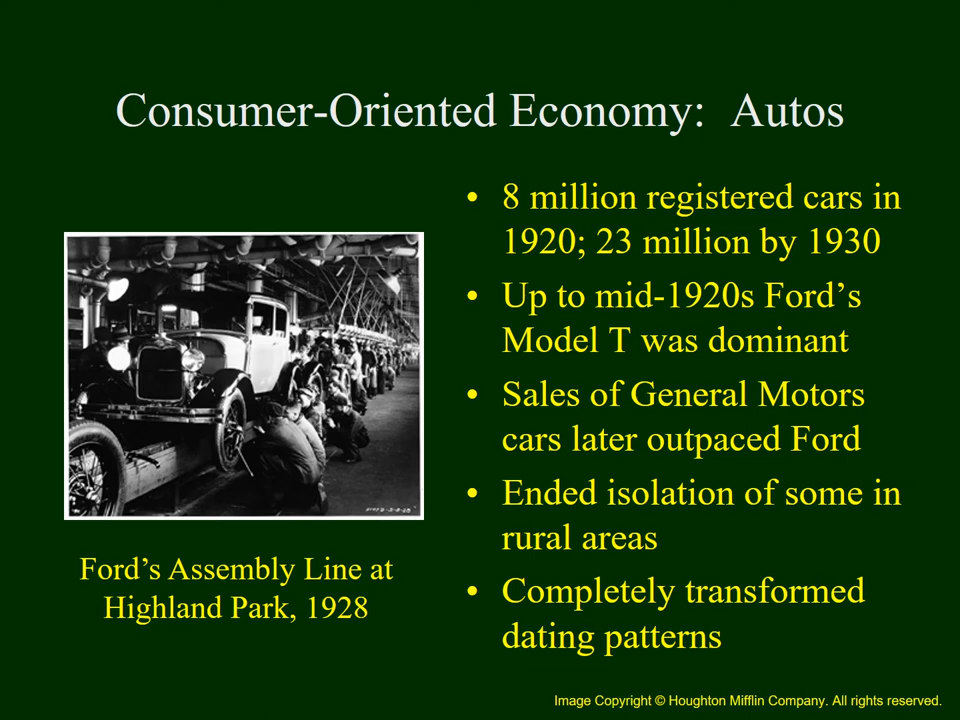 Consumer-Oriented Economy:  Autos
• 8 million registered cars in
1920; 23 million by 1930
• Up to mid-1920s Ford’s
Model T was dominant
• Sales of General Motors
cars later outpaced Ford
• Ended isolation of some in
rural areas
• Completely transformed
dating patterns
Ford’s Assembly Line at
Highland Park, 1928
Image Copyright © Houghton Mifflin Company. All rights reserved.